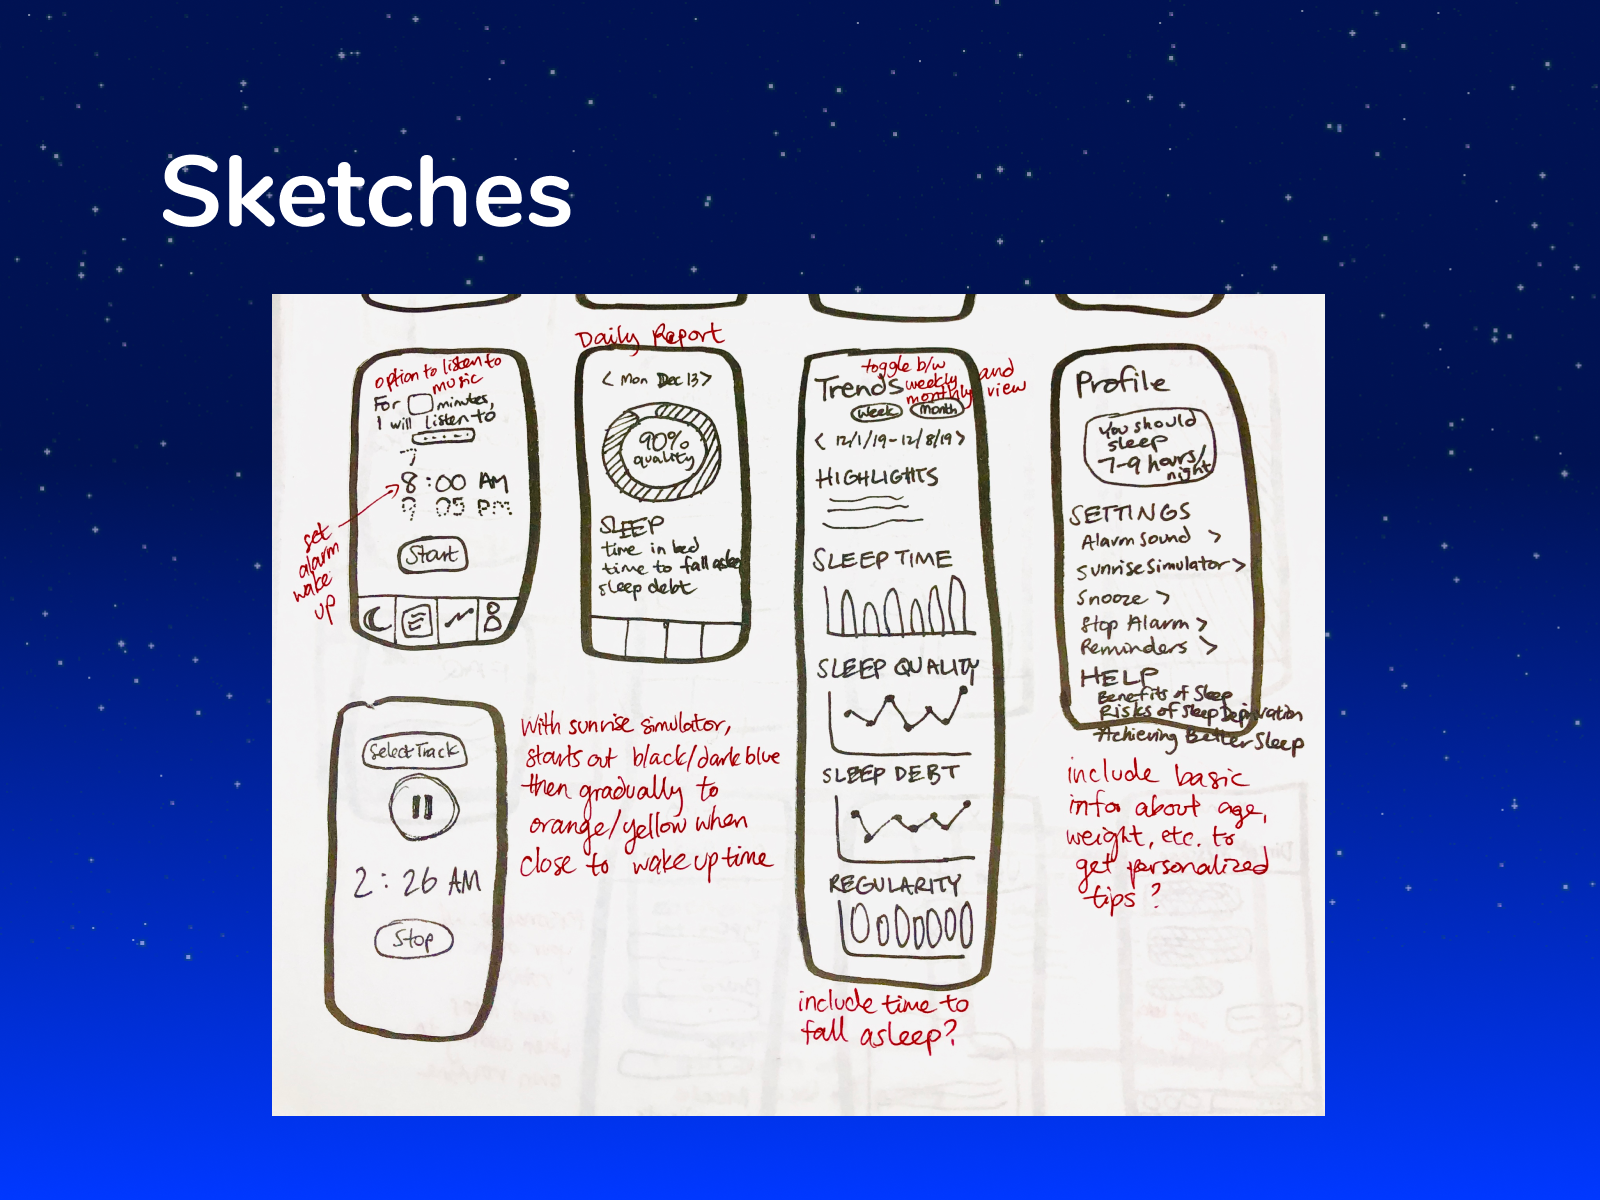 Sketches
option to listen to
music
For minutes,
I will listen to
7
8:00 AM
9 05 PM
Start
set
alarm
wake
up
Daily Report
< Mon Dec 13 >
90%
quality
SLEEP
time in bed
time to fall asleep
sleep debt
toggle b/w
weekly and
monthly view
Trends
Week Month
< 12/1/19-12/8/19 >
HIGHLIGHTS
SLEEP TIME
SLEEP QUALITY
SLEEP DEBT
REGULARITY
include time to
fall asleep?
Profile
You should
sleep
7-9 hours/
night
SETTINGS
Alarm Sound >
Sunrise Simulator >
Snooze >
Stop Alarm >
Reminders >
HELP
Benefits of Sleep
Risks of Sleep Deprivation
Achieving Better Sleep
include basic
info about age,
weight, etc. to
get personalized
tips?
Select Track
2:26 AM
Stop
With sunrise simulator,
starts out black/dark blue
then gradually to
orange/yellow when
close to wake up time